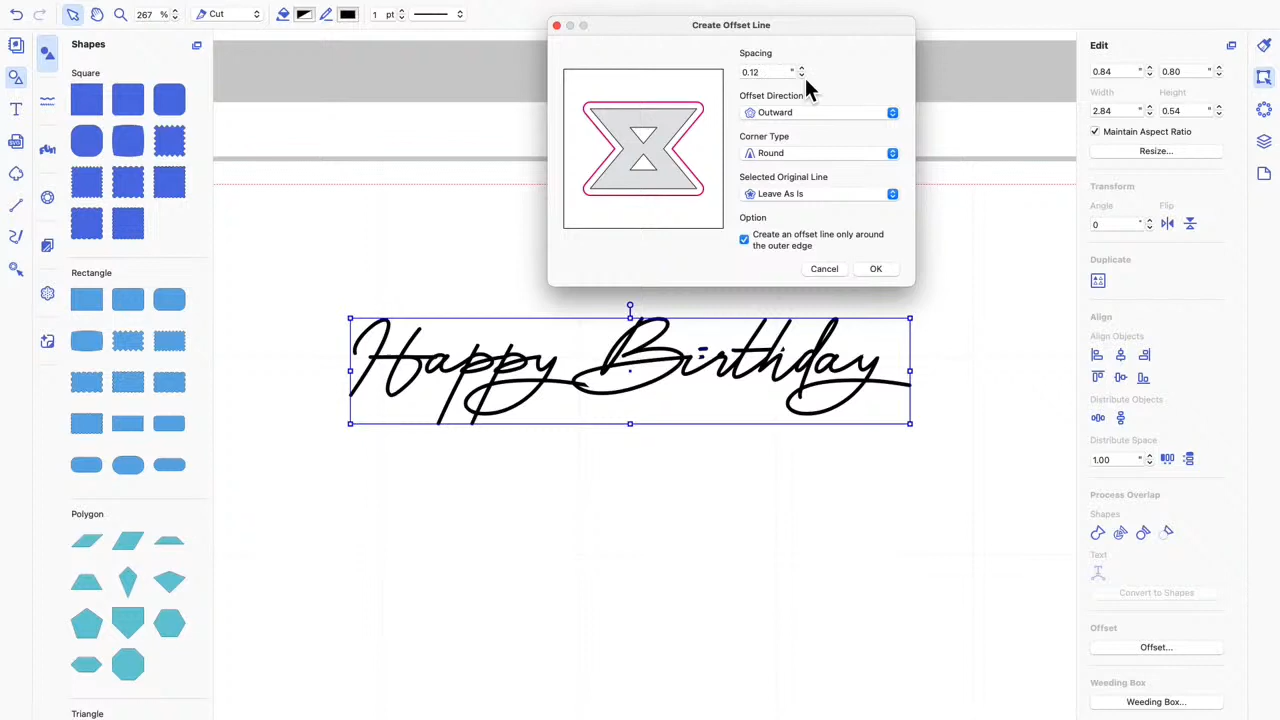 267 %
Cut
1 pt
Shapes
Square
Rectangle
Polygon
Triangle
Create Offset Line
Spacing
0.12 "
Offset Direction
Outward
Corner Type
Round
Selected Original Line
Leave As Is
Option
Create an offset line only around
the outer edge
Cancel
OK
Happy Birthday
Edit
0.84 "
0.80 "
Width
Height
2.84 "
0.54 "
Maintain Aspect Ratio
Resize...
Transform
Angle
Flip
0 °
Duplicate
Align
Align Objects
Distribute Objects
Distribute Space
1.00 "
Process Overlap
Shapes
Text
Convert to Shapes
Offset
Offset...
Weeding Box
Weeding Box...